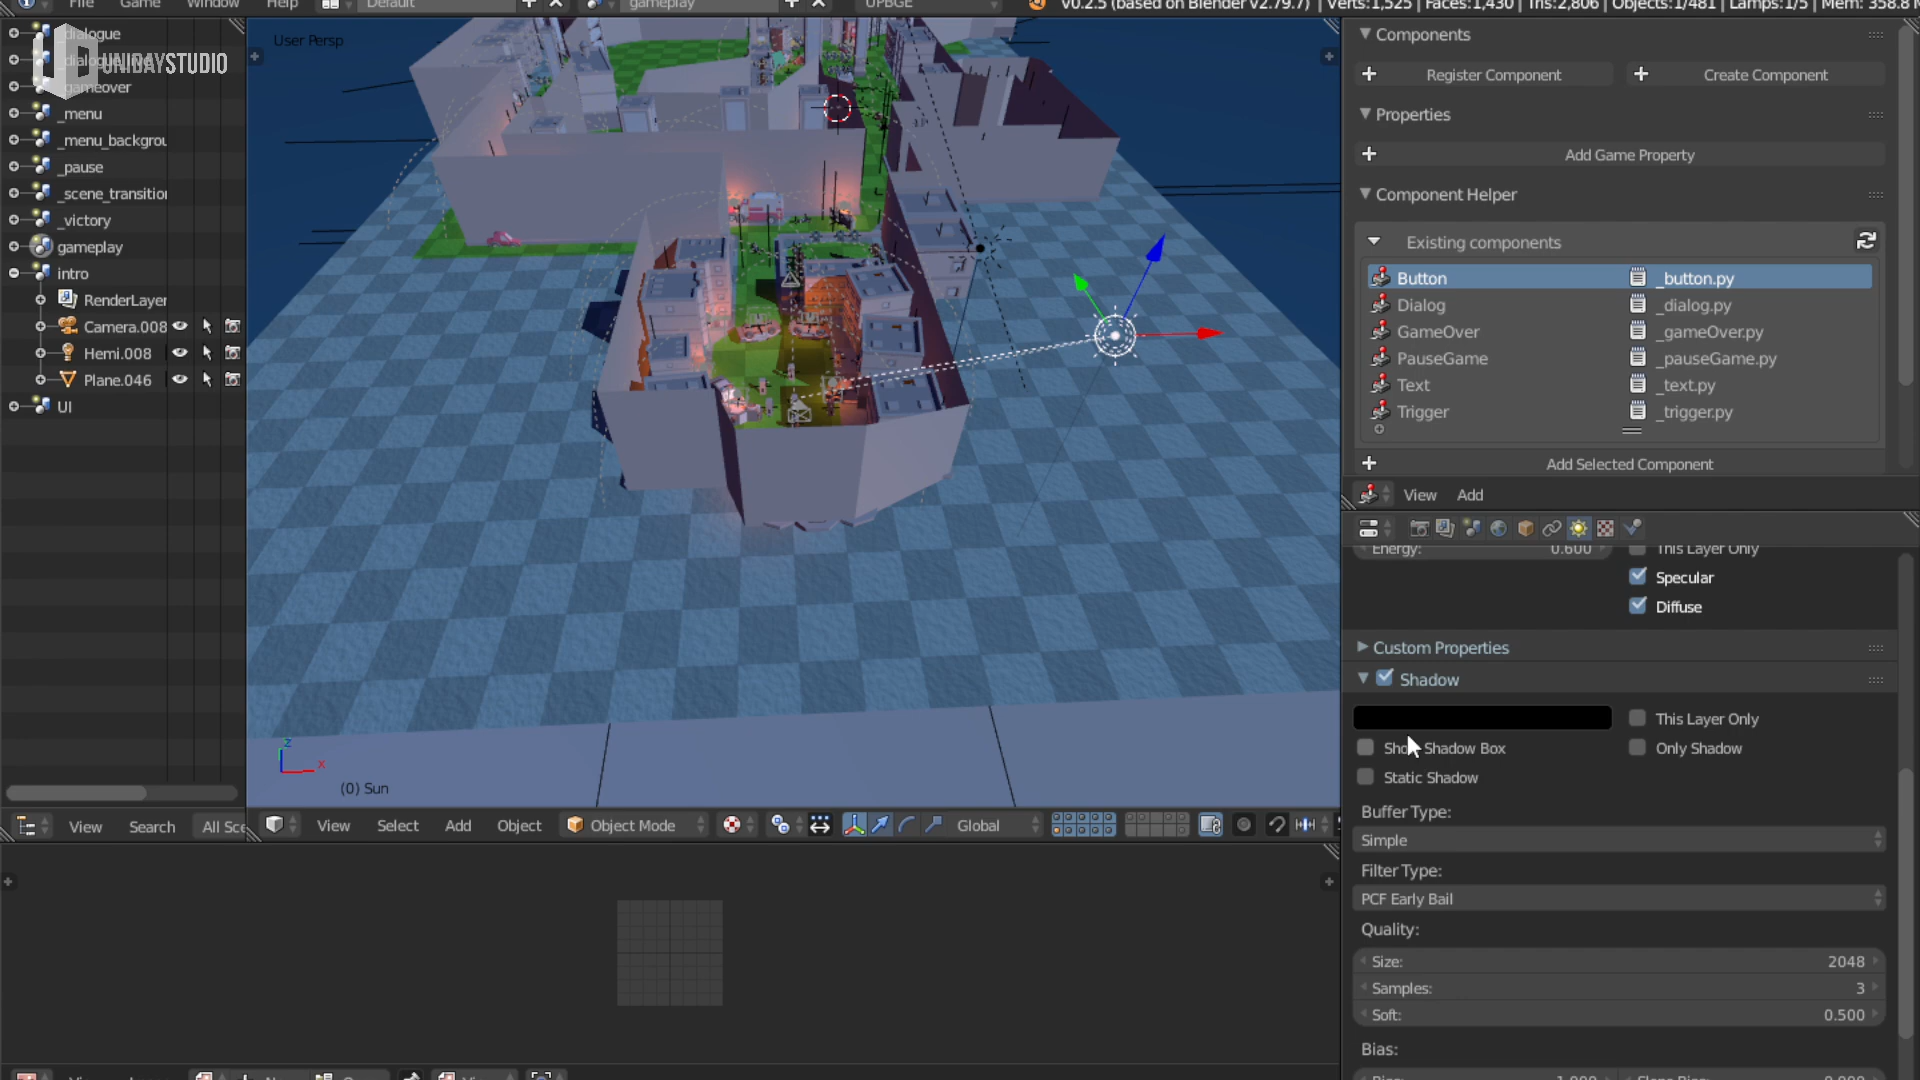 File Game Window Help Default gameplay UPBGE v0.2.5 (based on Blender v2.79.7) | Verts:1,525 | Faces:1,430 | Tris:2,806 | Objects:1/481 | Lamps:1/5 | Mem: 358.8
_dialogue
UNIDAYSTUDIO
_gameover
_menu
_menu_backgrou
_pause
_scene_transition
_victory
gameplay
intro
RenderLayer
Camera.008
Hemi.008
Plane.046
UI
View Search All Sce
User Persp
z
x
(0) Sun
View Select Add Object Object Mode Global
Components
Register Component Create Component
Properties
Add Game Property
Component Helper
Existing components
Button _button.py
Dialog _dialog.py
GameOver _gameOver.py
PauseGame _pauseGame.py
Text _text.py
Trigger _trigger.py
Add Selected Component
View Add
Energy: 0.600 This Layer Only
Specular
Diffuse
Custom Properties
Shadow
This Layer Only
Shadow Box Only Shadow
Static Shadow
Buffer Type:
Simple
Filter Type:
PCF Early Bail
Quality:
Size: 2048
Samples: 3
Soft: 0.500
Bias: